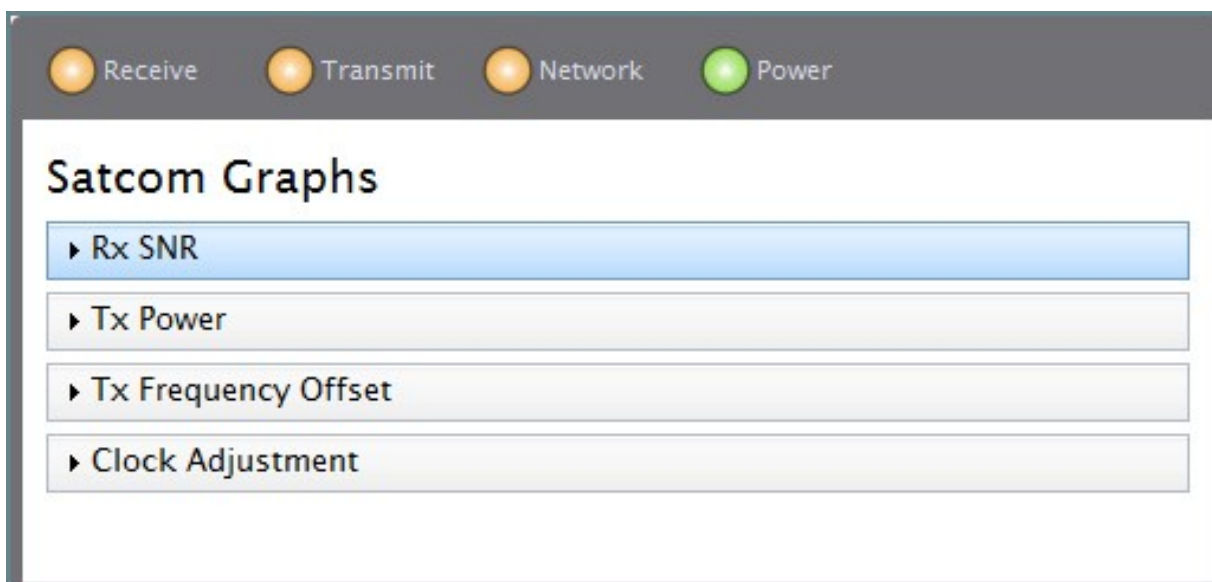 Receive Transmit Network Power
Satcom Graphs
Rx SNR
Tx Power
Tx Frequency Offset
Clock Adjustment